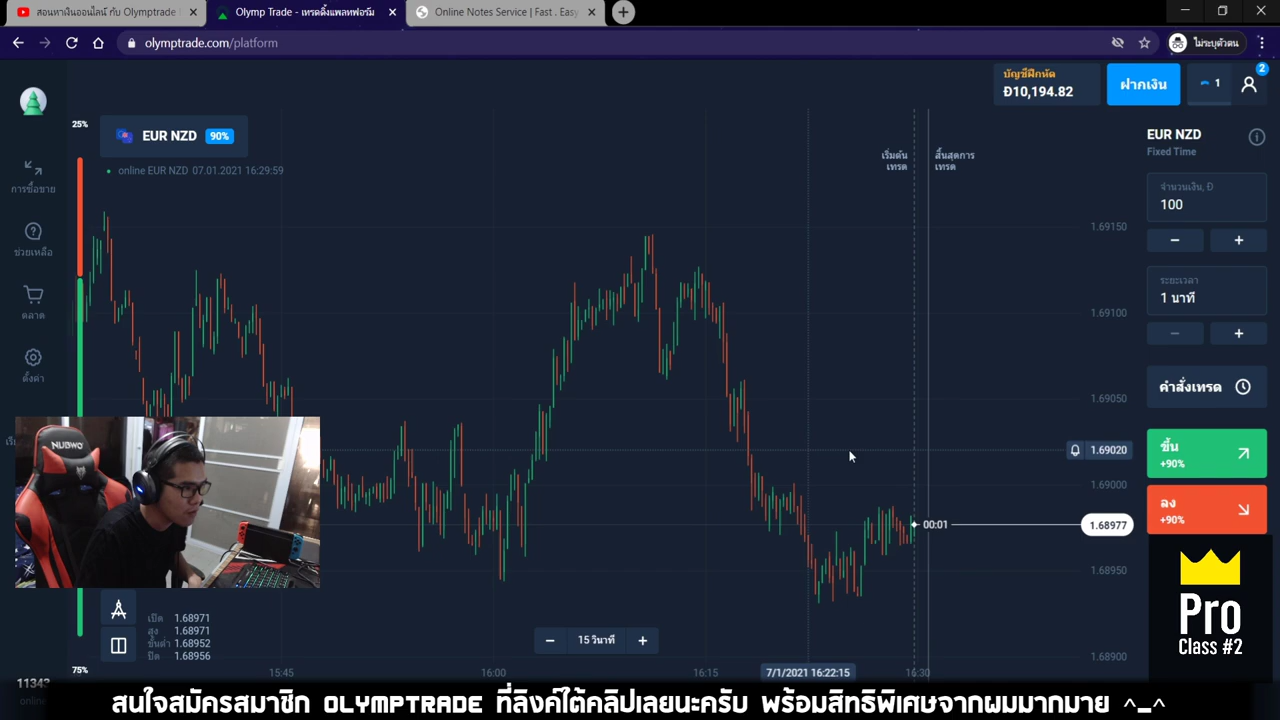 สอนหาเงินออนไลน์ กับ Olymptrade
Olymp Trade - เทรดดิ้งแพลทฟอร์ม
Online Notes Service | Fast . Easy
olymptrade.com/platform
ไม่ระบุตัวตน
บัญชีฝึกหัด
Đ10,194.82
ฝากเงิน
1
2
25%
EUR NZD 90%
online EUR NZD 07.01.2021 16:29:59
เริ่มต้น
เทรด
สิ้นสุดการ
เทรด
EUR NZD
Fixed Time
การซื้อขาย
ช่วยเหลือ
ตลาด
ตั้งค่า
จำนวนเงิน, Đ
100
ระยะเวลา
1 นาที
คำสั่งเทรด
ขึ้น
+90%
ลง
+90%
1.69150
1.69100
1.69050
1.69020
1.69000
00:01
1.68977
1.68950
1.68900
NUBWO
เปิด 1.68971
สูง 1.68971
ขั้นต่ำ 1.68952
ปิด 1.68956
15 วินาที
75%
15:45
16:00
16:15
7/1/2021 16:22:15
16:30
Pro
Class #2
สนใจสมัครสมาชิก OLYMPTRADE ที่ลิงค์ใต้คลิปเลยนะครับ พร้อมสิทธิพิเศษจากผมมากมาย ^_^